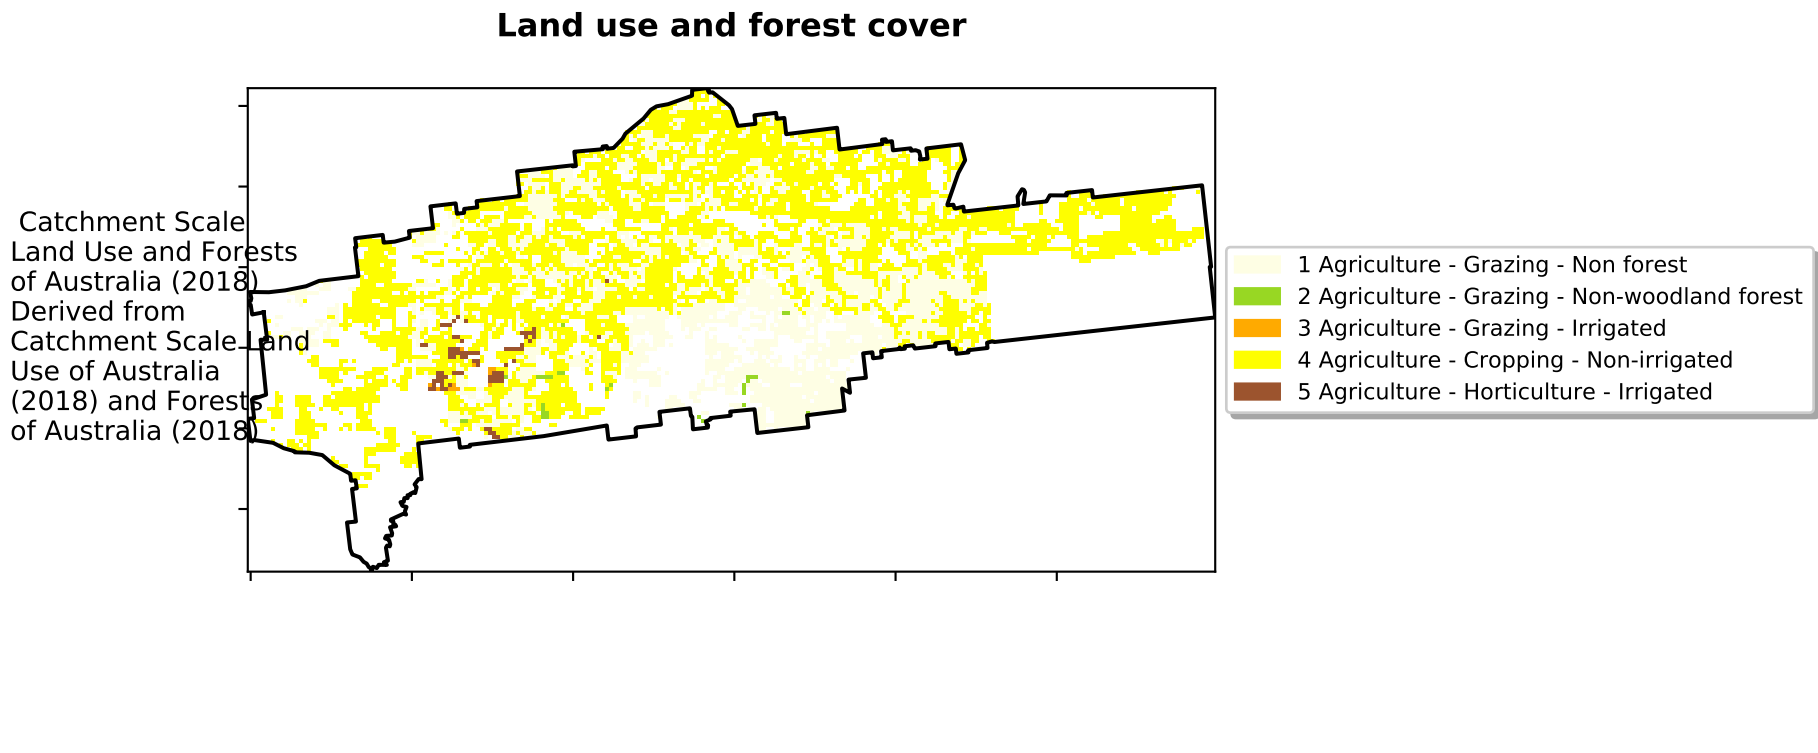 Land use and forest cover
Catchment Scale
Land Use and Forests
of Australia (2018)
Derived from
Catchment Scale Land
Use of Australia
(2018) and Forests
of Australia (2018)
1 Agriculture - Grazing - Non forest
2 Agriculture - Grazing - Non-woodland forest
3 Agriculture - Grazing - Irrigated
4 Agriculture - Cropping - Non-irrigated
5 Agriculture - Horticulture - Irrigated